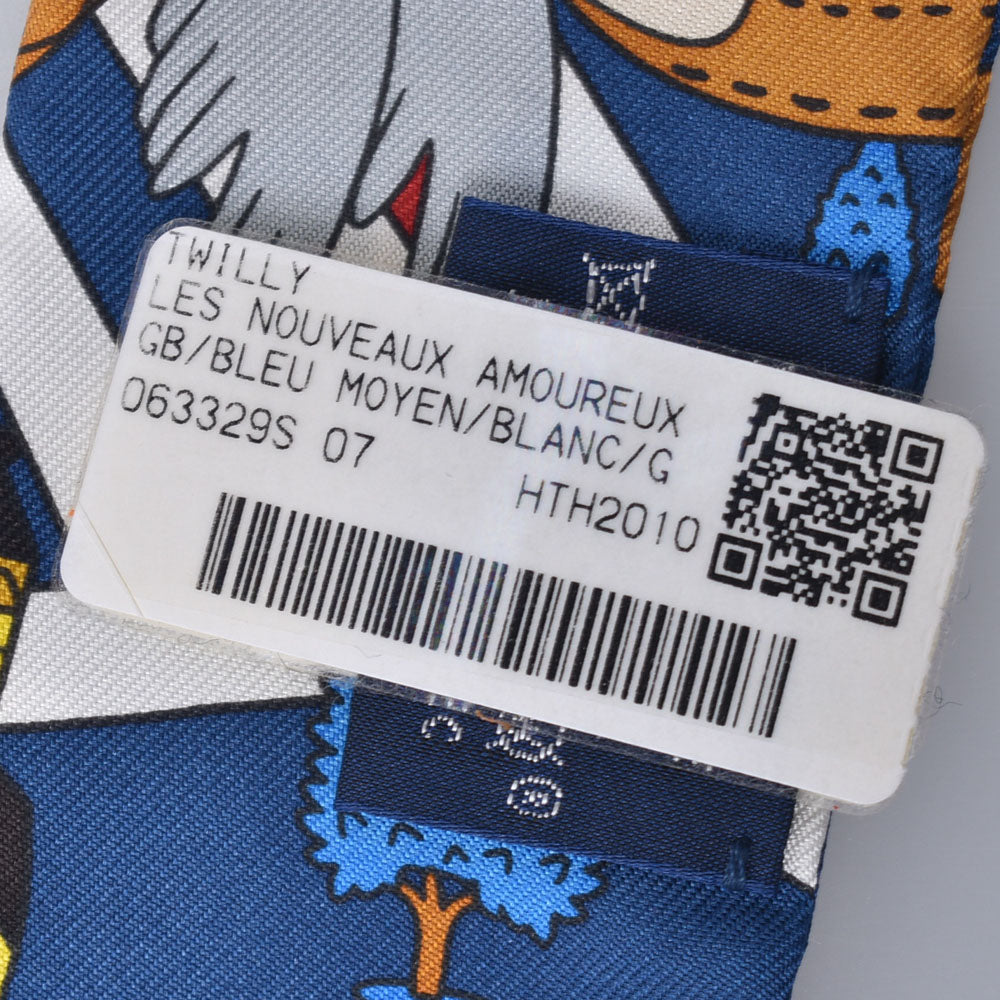 TWILLY
LES NOUVEAUX AMOUREUX
GB/BLEU MOYEN/BLANC/G
063329S 07
HTH2010